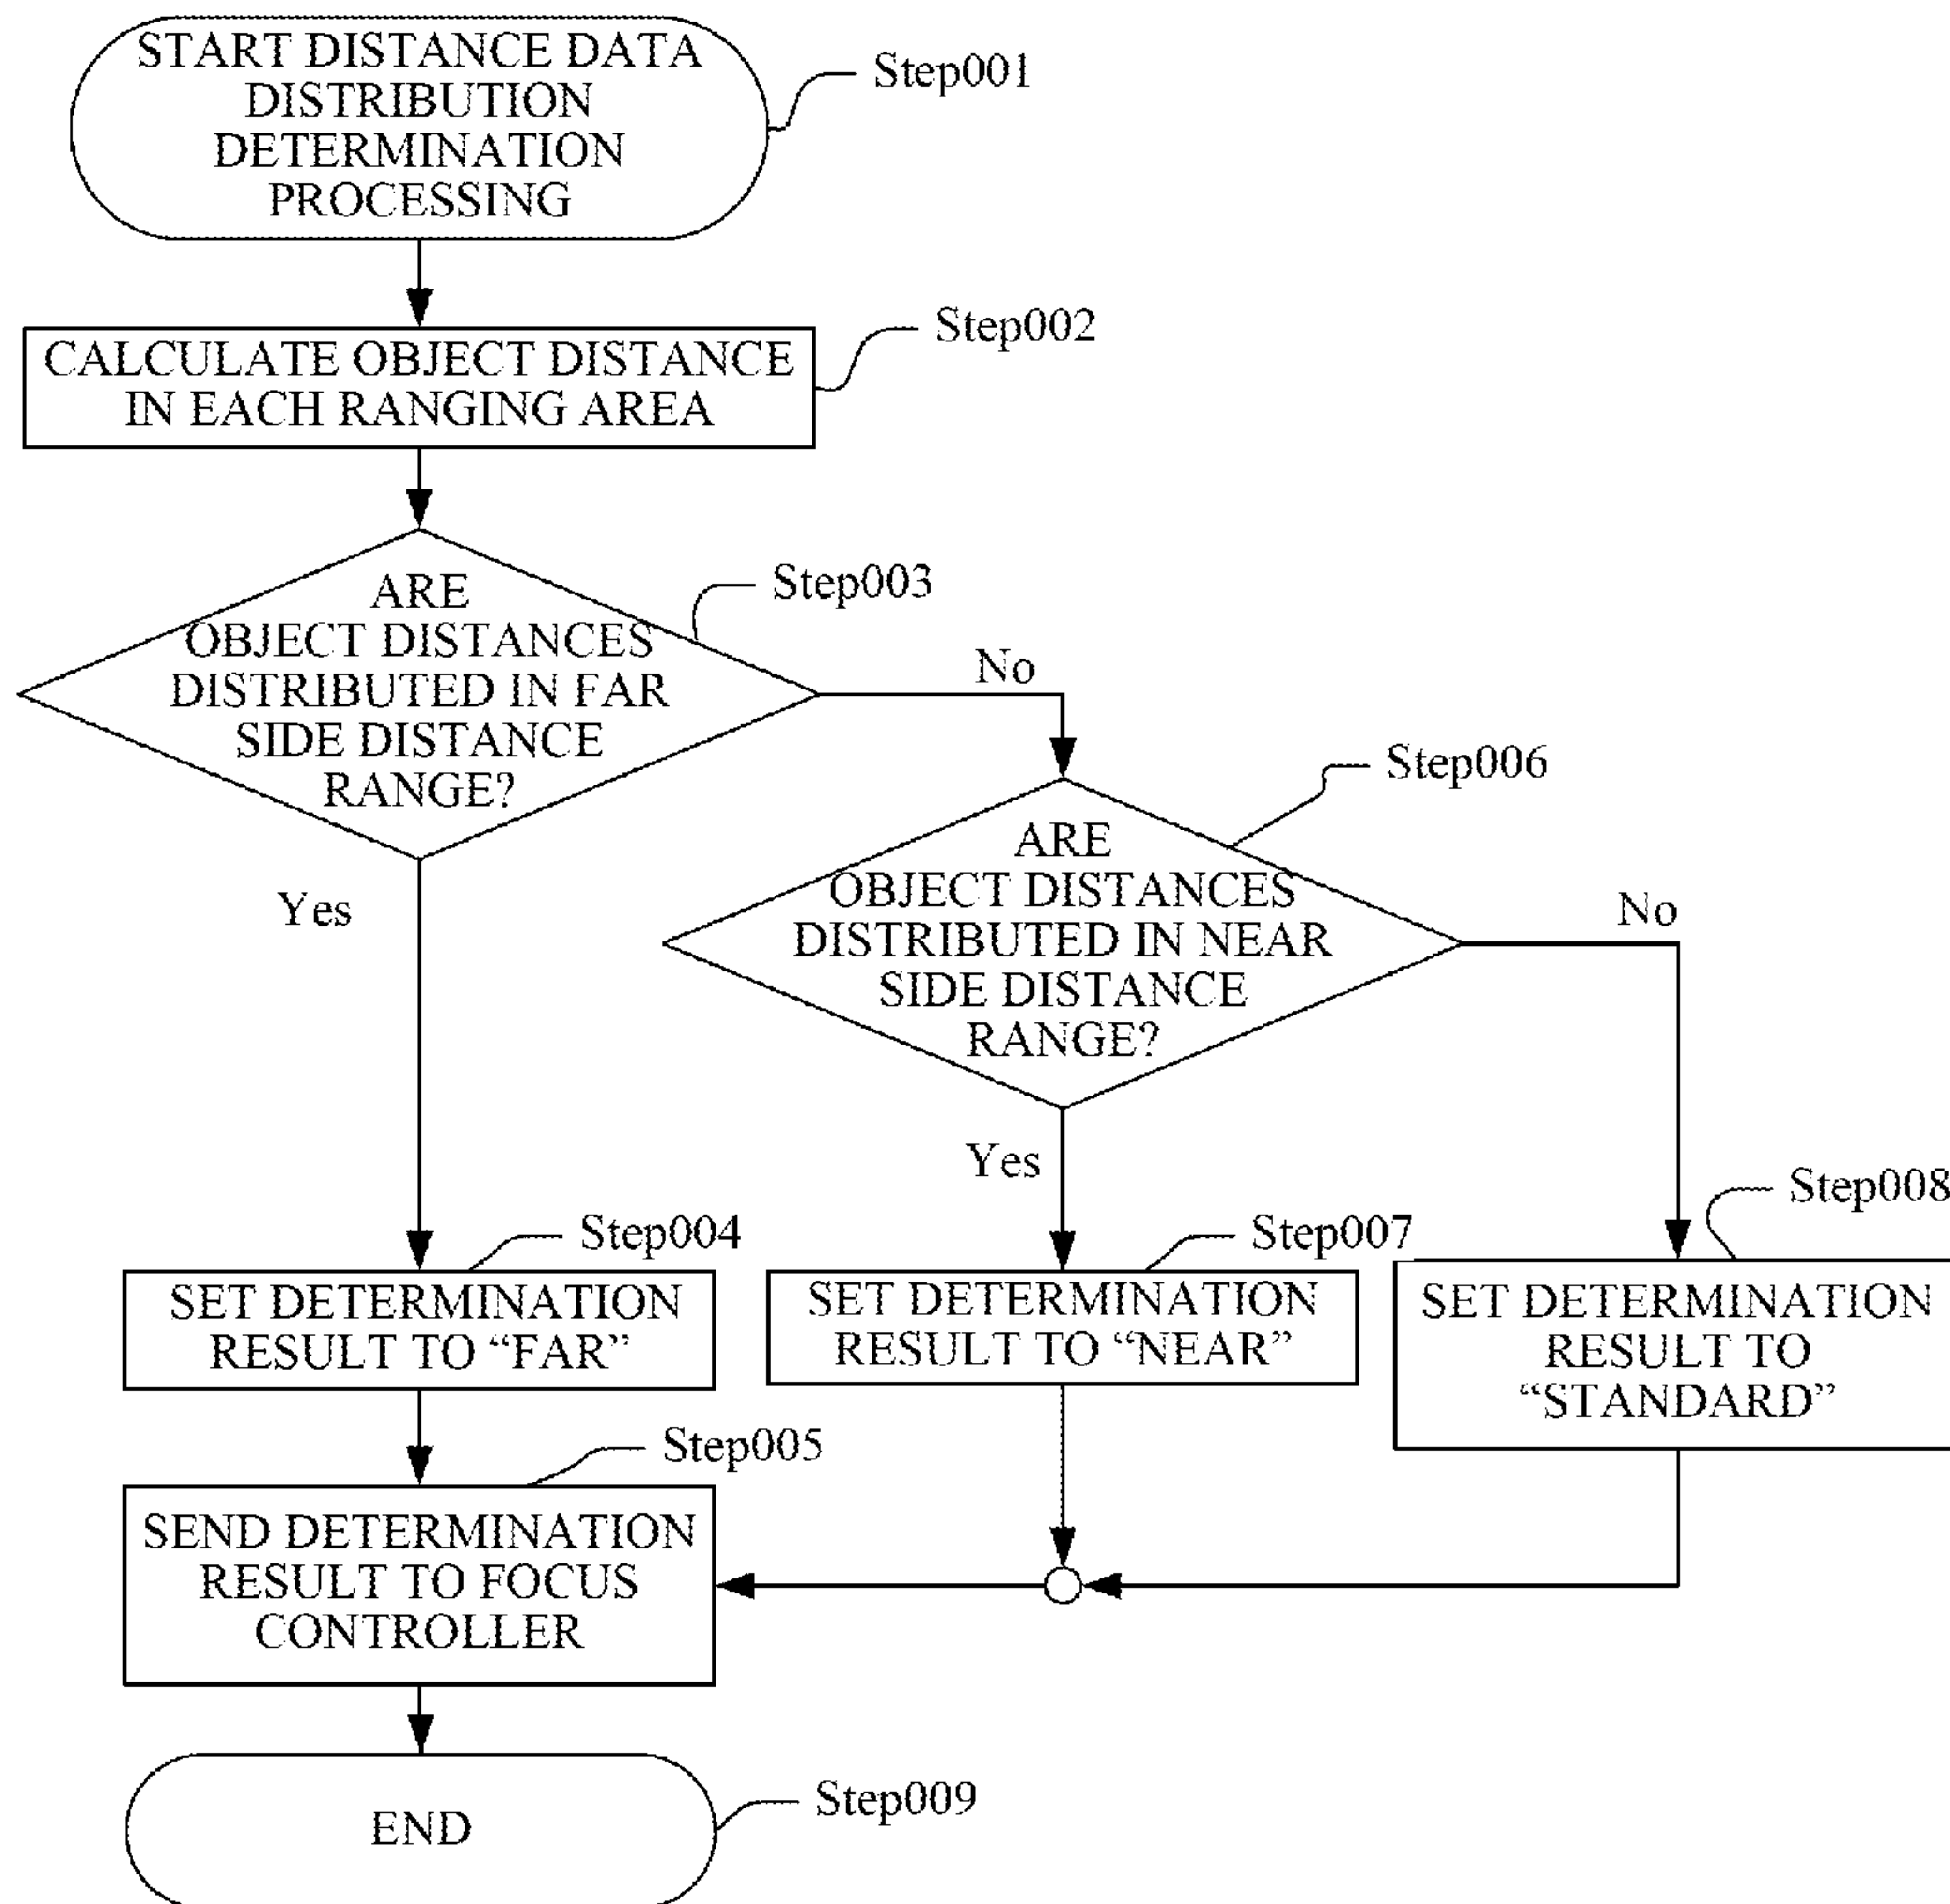 START DISTANCE DATA
DISTRIBUTION
DETERMINATION
PROCESSING
Step001
CALCULATE OBJECT DISTANCE
IN EACH RANGING AREA
Step002
ARE
OBJECT DISTANCES
DISTRIBUTED IN FAR
SIDE DISTANCE
RANGE?
Step003
No
Yes
ARE
OBJECT DISTANCES
DISTRIBUTED IN NEAR
SIDE DISTANCE
RANGE?
Step006
No
Yes
SET DETERMINATION
RESULT TO “FAR”
Step004
SET DETERMINATION
RESULT TO “NEAR”
Step007
SET DETERMINATION
RESULT TO
“STANDARD”
Step008
SEND DETERMINATION
RESULT TO FOCUS
CONTROLLER
Step005
END
Step009